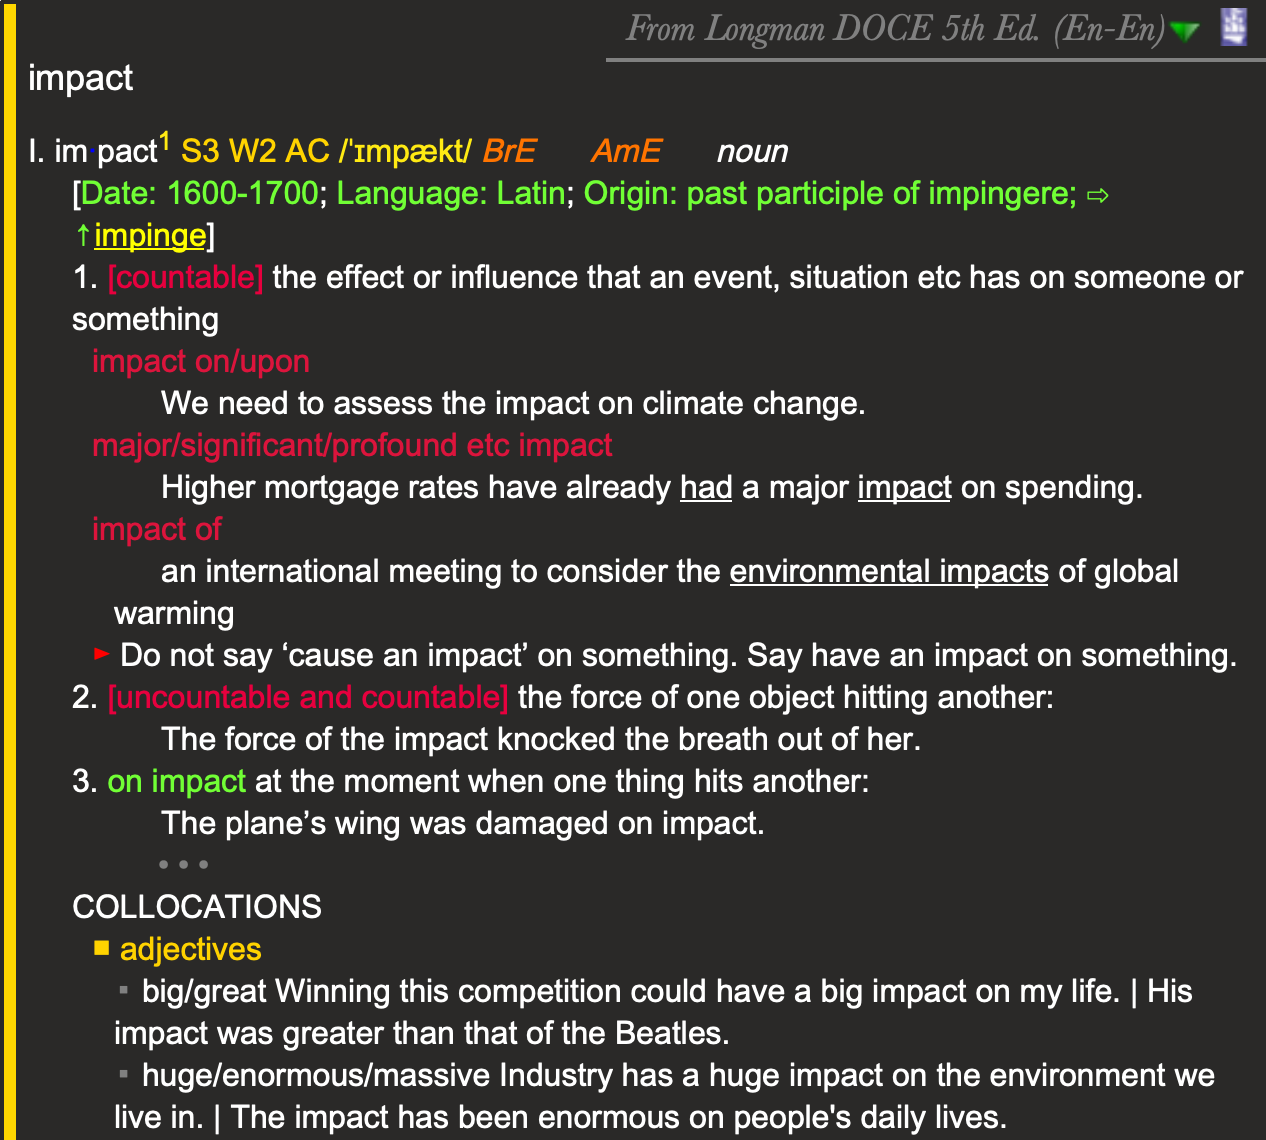 From Longman DOCE 5th Ed. (En-En)
impact
I. im·pact1 S3 W2 AC /ˈɪmpækt/ BrE AmE noun
[Date: 1600-1700; Language: Latin; Origin: past participle of impingere; ⇨
↑impinge]
1. [countable] the effect or influence that an event, situation etc has on someone or
something
impact on/upon
We need to assess the impact on climate change.
major/significant/profound etc impact
Higher mortgage rates have already had a major impact on spending.
impact of
an international meeting to consider the environmental impacts of global
warming
► Do not say ‘cause an impact’ on something. Say have an impact on something.
2. [uncountable and countable] the force of one object hitting another:
The force of the impact knocked the breath out of her.
3. on impact at the moment when one thing hits another:
The plane’s wing was damaged on impact.
• • •
COLLOCATIONS
■ adjectives
▪ big/great Winning this competition could have a big impact on my life. | His
impact was greater than that of the Beatles.
▪ huge/enormous/massive Industry has a huge impact on the environment we
live in. | The impact has been enormous on people's daily lives.